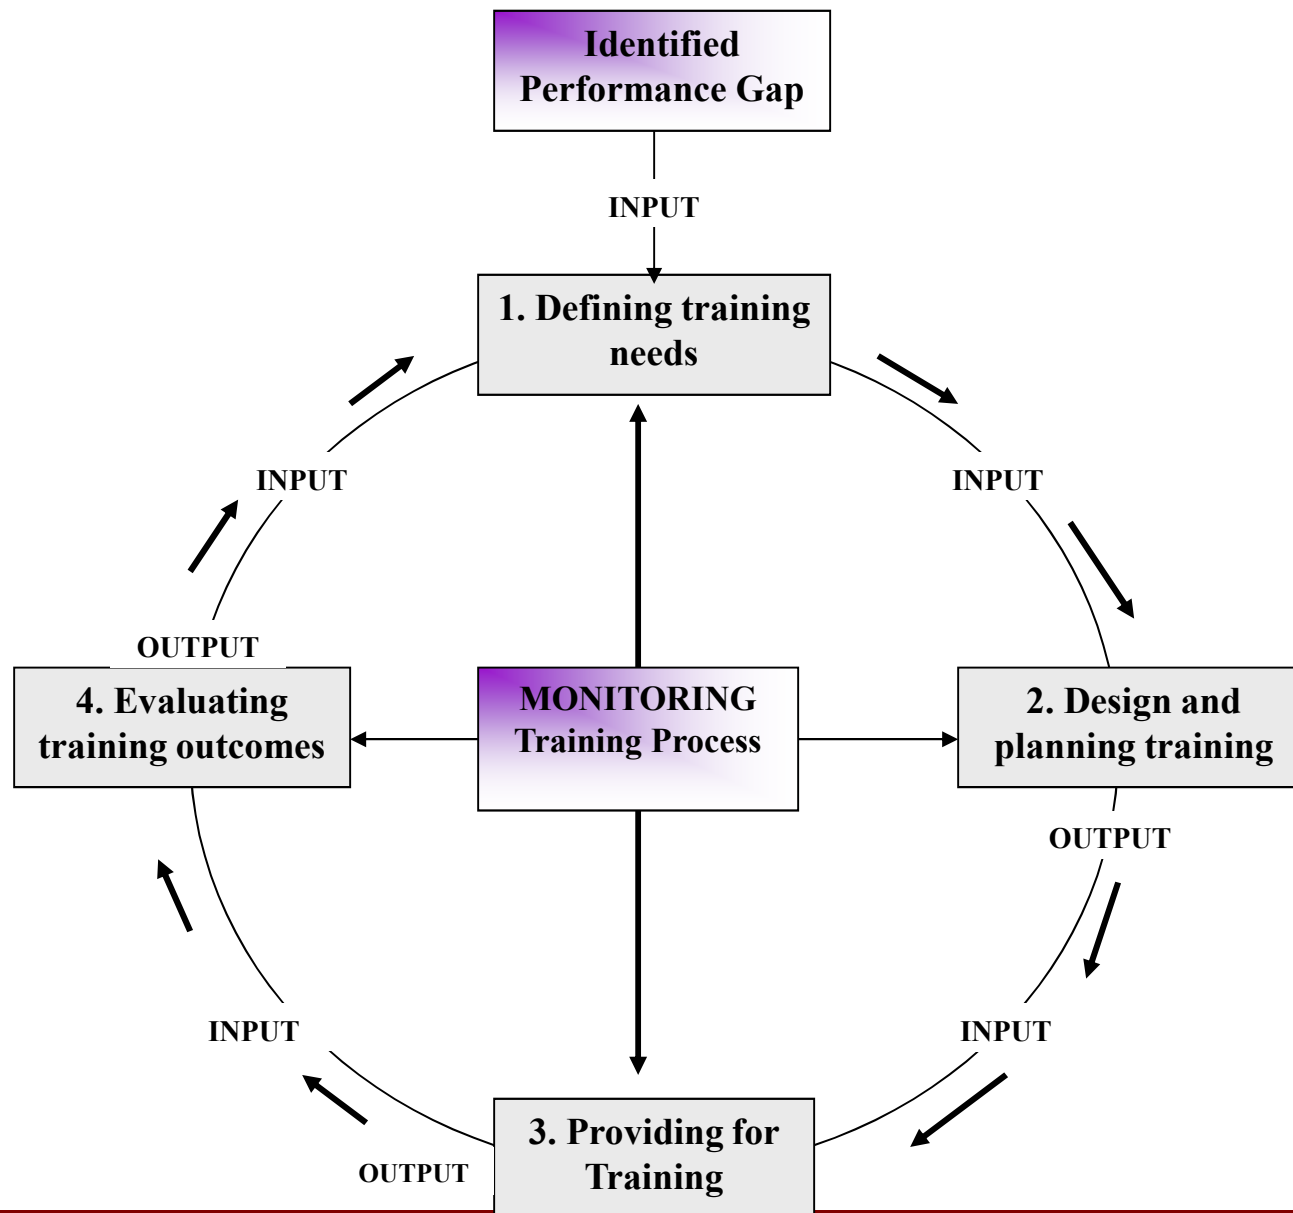 Identified
Performance Gap
INPUT
1. Defining training
needs
INPUT
INPUT
OUTPUT
4. Evaluating
training outcomes
MONITORING
Training Process
2. Design and
planning training
OUTPUT
INPUT
INPUT
3. Providing for
Training
OUTPUT